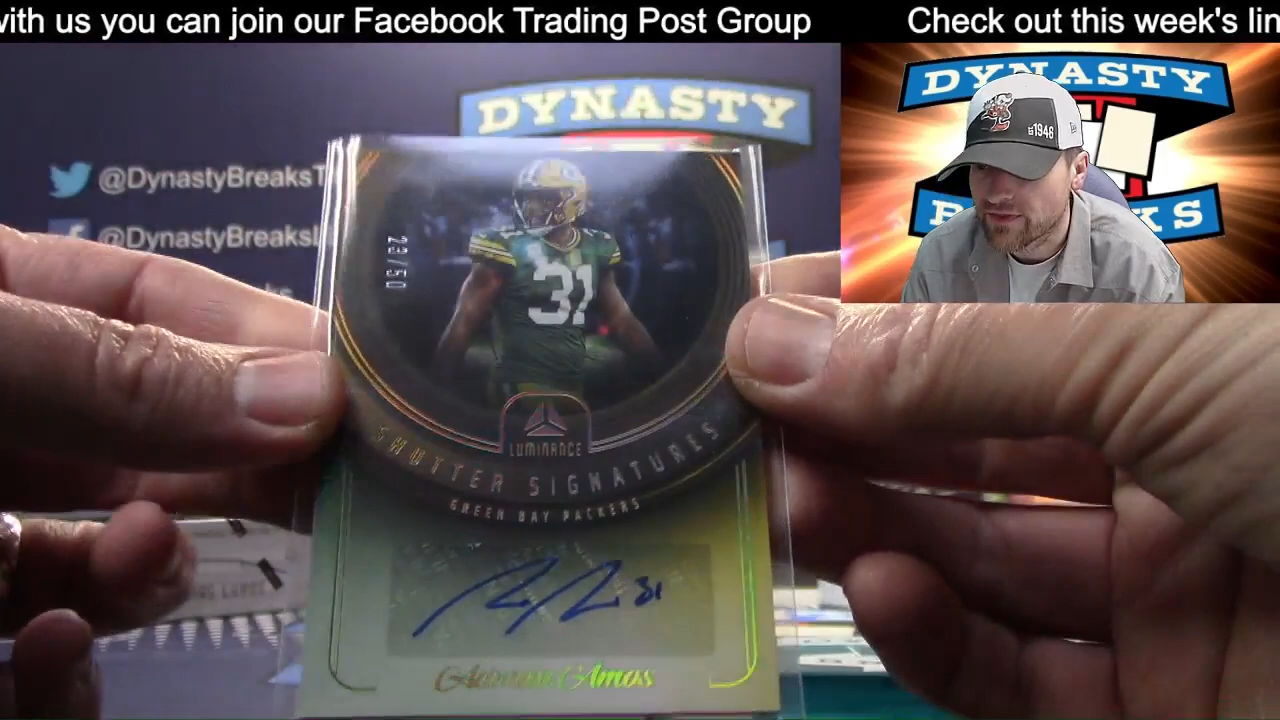 with us you can join our Facebook Trading Post Group
Check out this week's lin
DYNASTY
DYNASTY
1946
@DynastyBreaksT
@DynastyBreaksL
23/50
31
LUMINANCE
SHUTTER SIGNATURES
GREEN BAY PACKERS
31
Adrian Amos